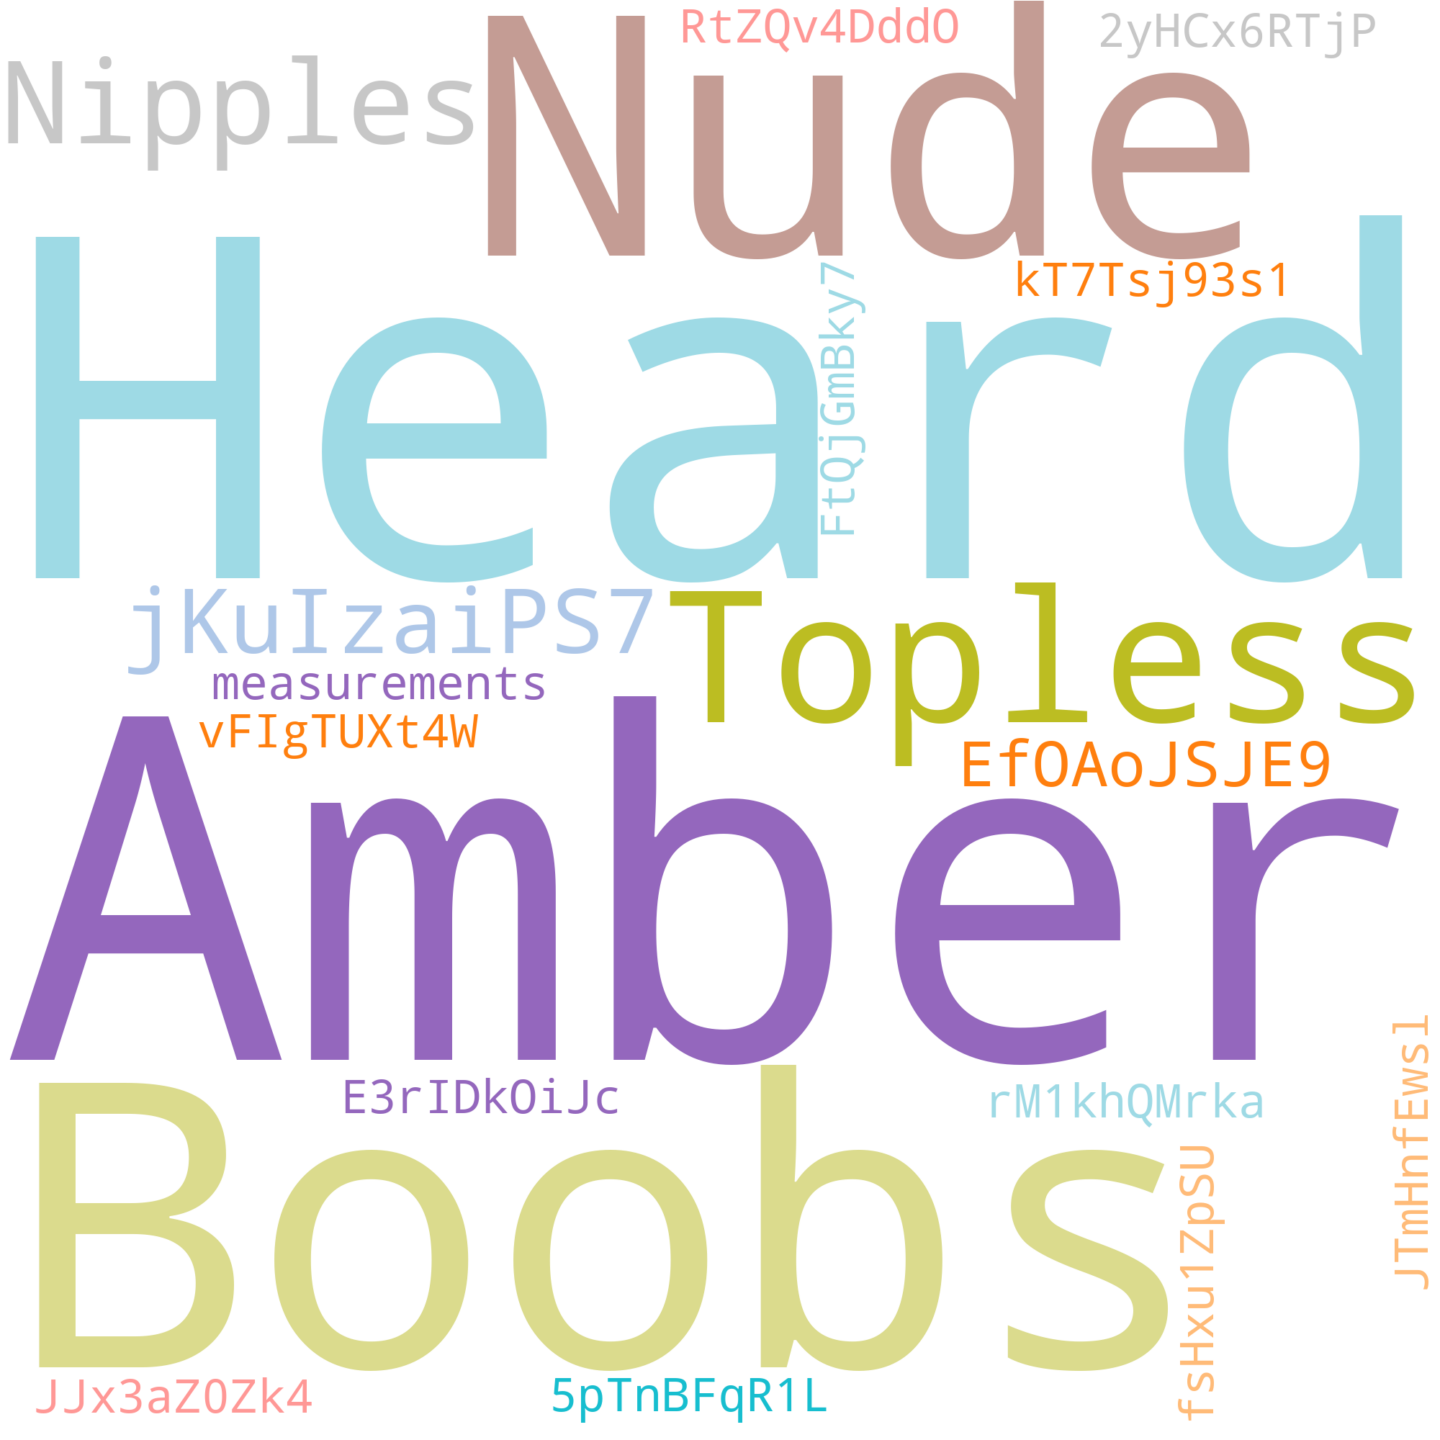 RtZQv4DddO
2yHCx6RTjP
Nipples
Nude
kT7Tsj93s1
Heard
FtQjGmBky7
jKuIzaiPS7
Topless
measurements
vFIgTUXt4W
EfOAoJSJE9
Amber
E3rIDkOiJc
rM1khQMrka
JTmHnfEwsl
Boobs
fsHxu1ZpSU
JJx3aZ0Zk4
5pTnBFqR1L